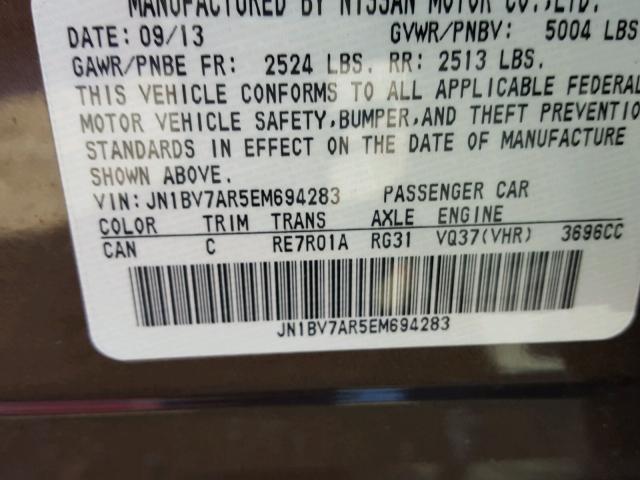 MANUFACTURED BY NISSAN MOTOR CO.,LTD.
DATE: 09/13 GVWR/PNBV: 5004 LBS
GAWR/PNBE FR: 2524 LBS. RR: 2513 LBS.
THIS VEHICLE CONFORMS TO ALL APPLICABLE FEDERAL
MOTOR VEHICLE SAFETY,BUMPER,AND THEFT PREVENTIO
STANDARDS IN EFFECT ON THE DATE OF MANUFACTURE
SHOWN ABOVE.
VIN: JN1BV7AR5EM694283 PASSENGER CAR
COLOR TRIM TRANS AXLE ENGINE
CAN C RE7R01A RG31 VQ37(VHR) 3696CC
JN1BV7AR5EM694283